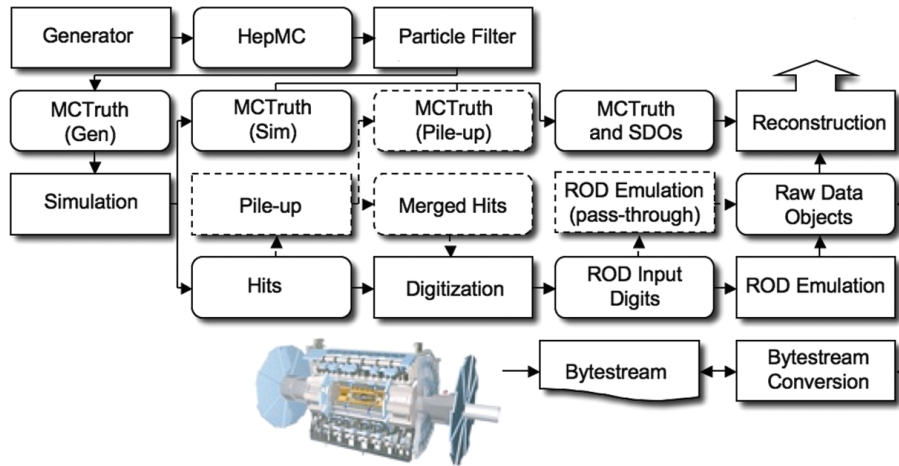 Generator
HepMC
Particle Filter
MCTruth
(Gen)
MCTruth
(Sim)
MCTruth
(Pile-up)
MCTruth
and SDOs
Reconstruction
Simulation
Pile-up
Merged Hits
ROD Emulation
(pass-through)
Raw Data
Objects
Hits
Digitization
ROD Input
Digits
ROD Emulation
Bytestream
Bytestream
Conversion